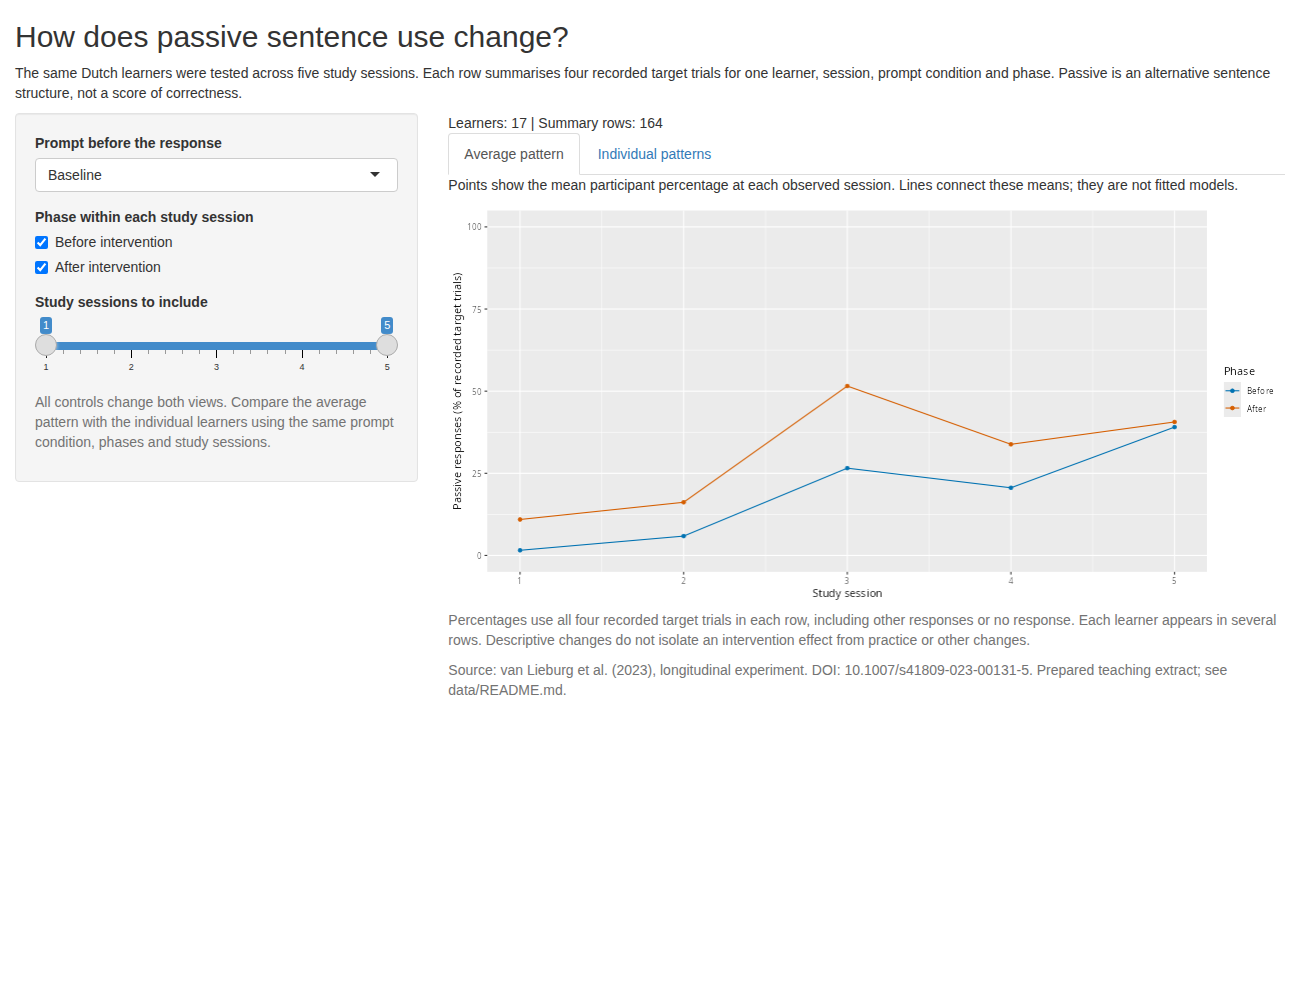 How does passive sentence use change?
The same Dutch learners were tested across five study sessions. Each row summarises four recorded target trials for one learner, session, prompt condition and phase. Passive is an alternative sentence
structure, not a score of correctness.
Prompt before the response
Baseline
Phase within each study session
Before intervention
After intervention
Study sessions to include
1 5
1 2 3 4 5
All controls change both views. Compare the average
pattern with the individual learners using the same prompt
condition, phases and study sessions.
Learners: 17 | Summary rows: 164
Average pattern Individual patterns
Points show the mean participant percentage at each observed session. Lines connect these means; they are not fitted models.
Passive responses (% of recorded target trials)
100
75
50
25
0
1 2 3 4 5
Study session
Phase
Before
After
Percentages use all four recorded target trials in each row, including other responses or no response. Each learner appears in several
rows. Descriptive changes do not isolate an intervention effect from practice or other changes.
Source: van Lieburg et al. (2023), longitudinal experiment. DOI: 10.1007/s41809-023-00131-5. Prepared teaching extract; see
data/README.md.